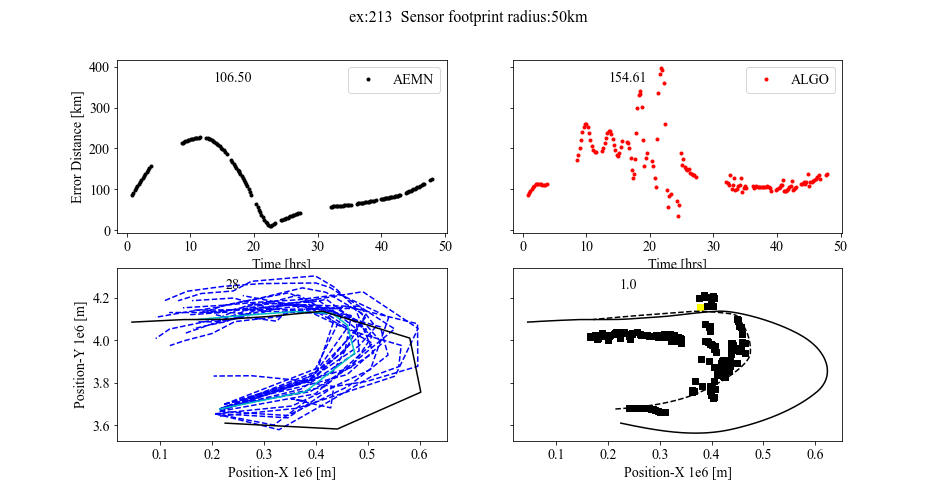 ex:213 Sensor footprint radius:50km
106.50
AEMN
400
300
200
100
0
Error Distance [km]
0 10 20 30 40 50
Time [hrs]
154.61
ALGO
0 10 20 30 40 50
Time [hrs]
28
4.2
4.0
3.8
3.6
Position-Y 1e6 [m]
0.1 0.2 0.3 0.4 0.5 0.6
Position-X 1e6 [m]
1.0
0.1 0.2 0.3 0.4 0.5 0.6
Position-X 1e6 [m]